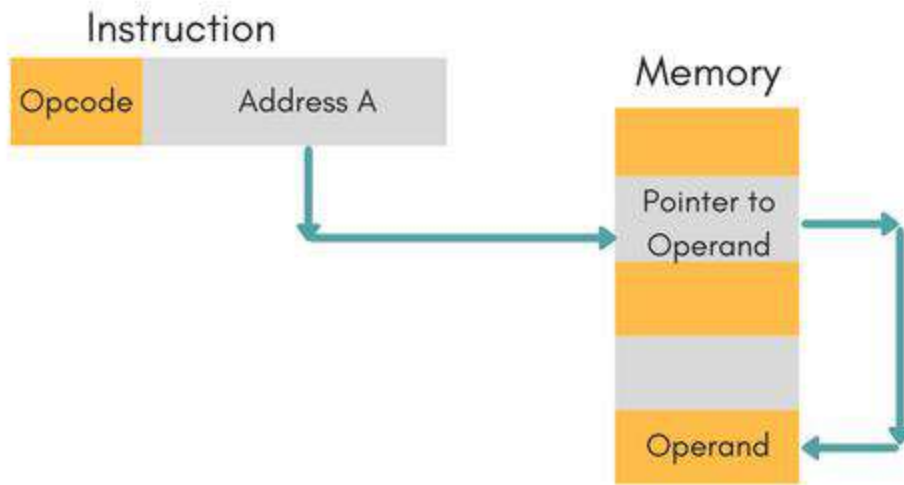 Instruction
Opcode Address A
Memory
Pointer to
Operand
Operand